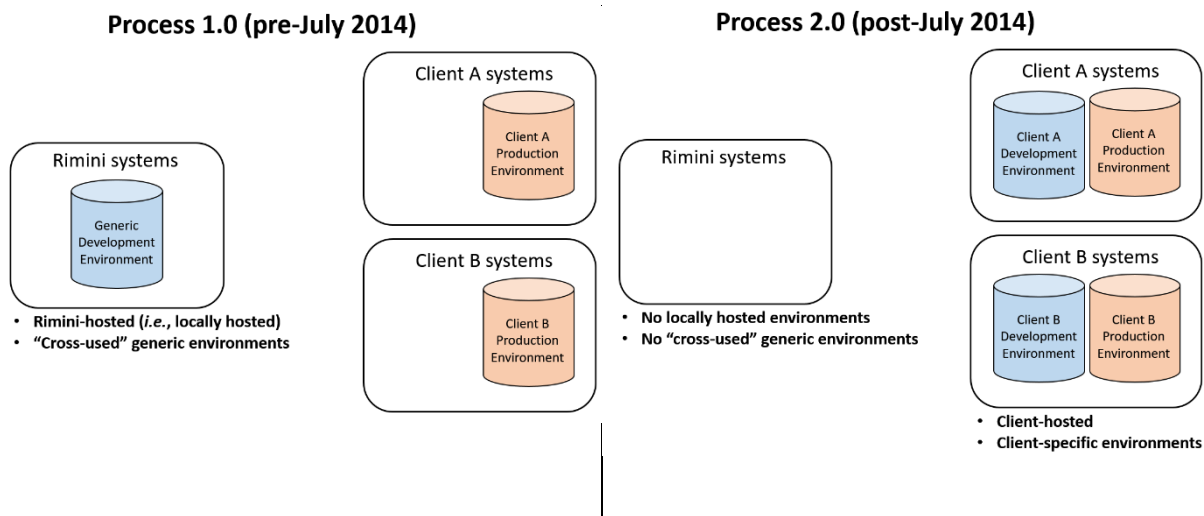 Process 1.0 (pre-July 2014)
Client A systems
Client A
Production
Environment
Rimini systems
Generic
Development
Environment
• Rimini-hosted (i.e., locally hosted)
• “Cross-used” generic environments
Client B systems
Client B
Production
Environment
Process 2.0 (post-July 2014)
Client A systems
Client A
Development
Environment
Client A
Production
Environment
Rimini systems
• No locally hosted environments
• No “cross-used” generic environments
Client B systems
Client B
Development
Environment
Client B
Production
Environment
• Client-hosted
• Client-specific environments